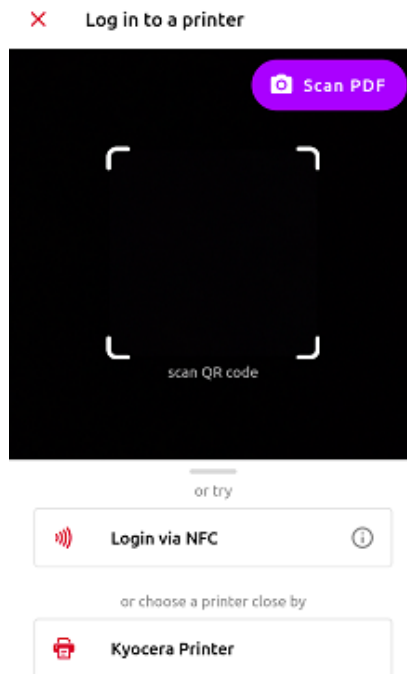 Log in to a printer
Scan PDF
scan QR code
or try
Login via NFC
or choose a printer close by
Kyocera Printer